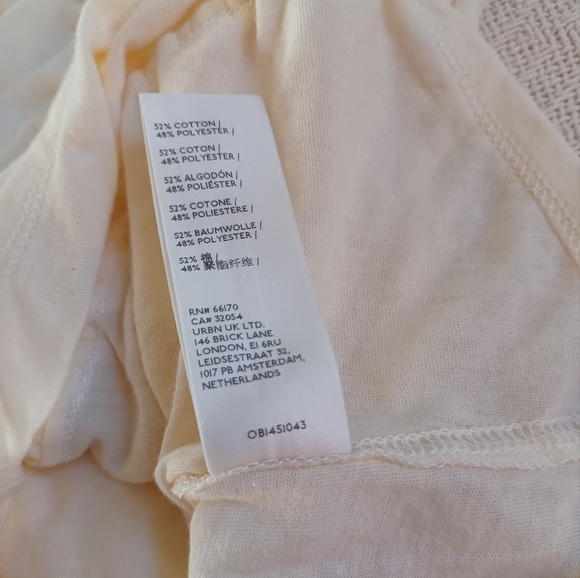 52% COTTON /
48% POLYESTER /
52% COTON /
48% POLYESTER /
52% ALGODÓN /
48% POLIÉSTER /
52% COTONE /
48% POLIESTERE /
52% BAUMWOLLE /
48% POLYESTER /
52% 棉 /
48% 聚酯纤维 /
RN# 66170
CA# 32054
URBN UK LTD.
146 BRICK LANE
LONDON, E1 6RU
LEIDSESTRAAT 32,
1017 PB AMSTERDAM,
NETHERLANDS
OB1451043